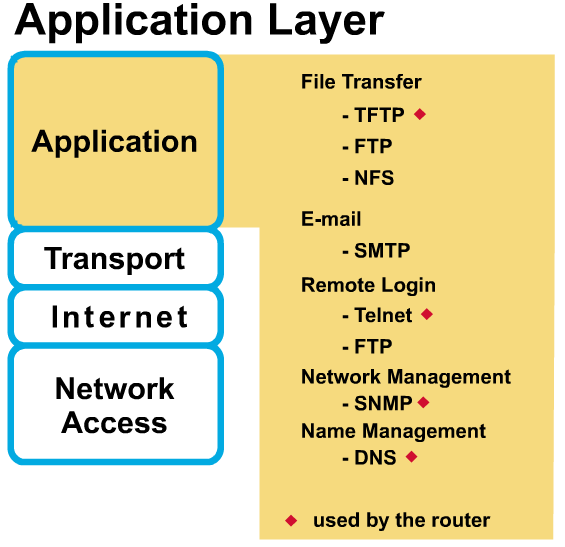 Application Layer
Application
Transport
Internet
Network
Access
File Transfer
- TFTP ◆
- FTP
- NFS
E-mail
- SMTP
Remote Login
- Telnet ◆
- FTP
Network Management
- SNMP ◆
Name Management
- DNS ◆
◆ used by the router